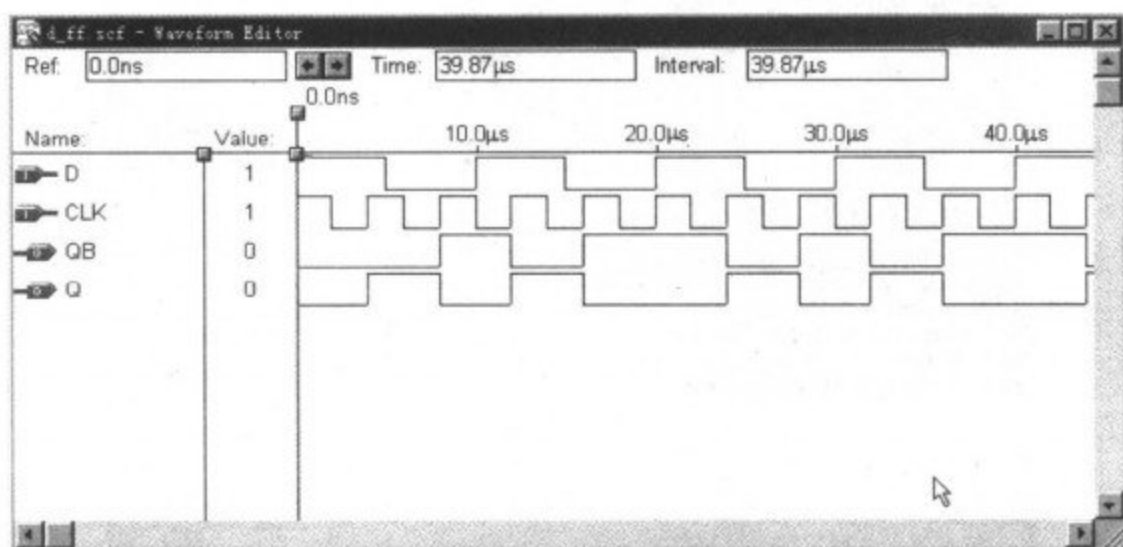 d_ff.scf - Waveform Editor
Ref: 0.0ns Time: 39.87μs Interval: 39.87μs
0.0ns
Name: Value: 10.0μs 20.0μs 30.0μs 40.0μs
D 1
CLK 1
QB 0
Q 0